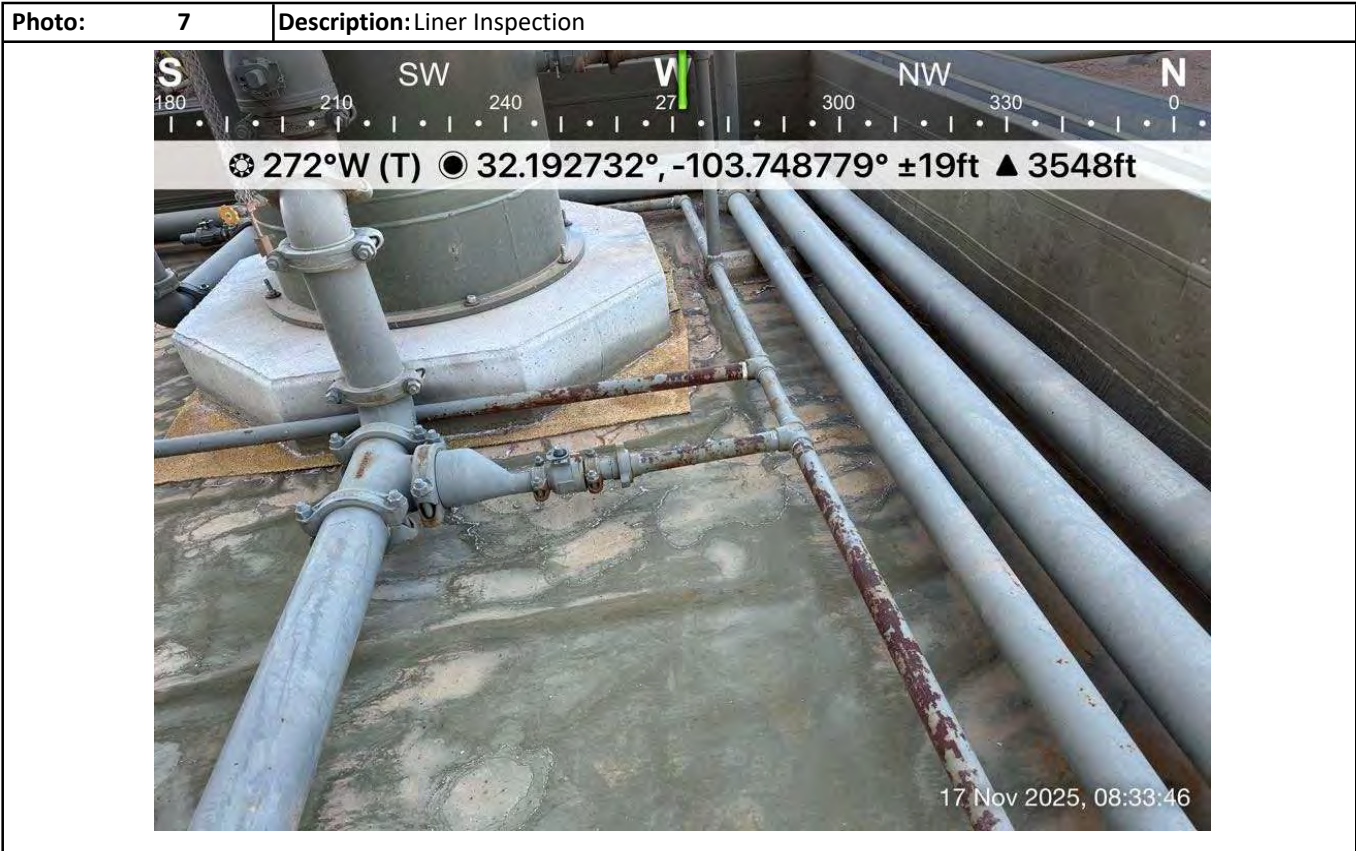 Photo: 7 Description: Liner Inspection
S SW W NW N
180 210 240 27 300 330 0
272°W (T) 32.192732°, -103.748779° ±19ft ▲ 3548ft
17 Nov 2025, 08:33:46